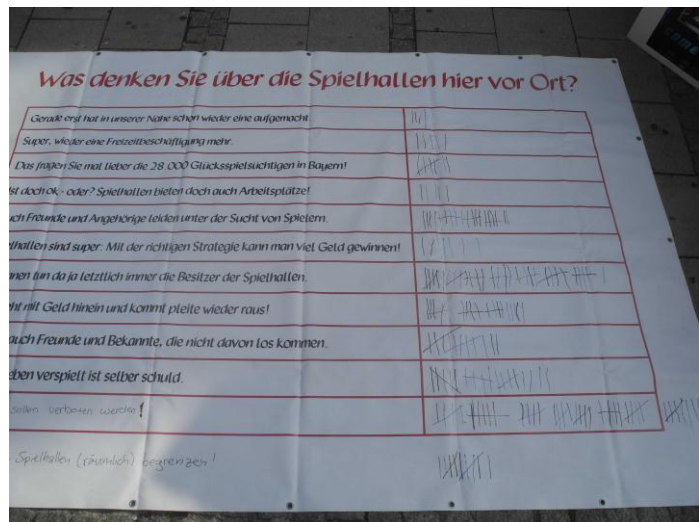 Was denken Sie über die Spielhallen hier vor Ort?
Gerade erst hat in unserer Nähe schon wieder eine aufgemacht.
Super, wieder eine Freizeitbeschäftigung mehr.
Das fragen Sie mal lieber die 28.000 Glücksspielsüchtigen in Bayern!
Ist doch ok - oder? Spielhallen bieten doch auch Arbeitsplätze!
uch Freunde und Angehörige leiden unter der Sucht von Spielern.
elhallen sind super: Mit der richtigen Strategie kann man viel Geld gewinnen!
nnen tun da ja letztlich immer die Besitzer der Spielhallen.
eht mit Geld hinein und kommt pleite wieder raus!
auch Freunde und Bekannte, die nicht davon los kommen.
eben verspielt ist selber schuld.
sollen verboten werden!
Spielhallen (räumlich) begrenzen!